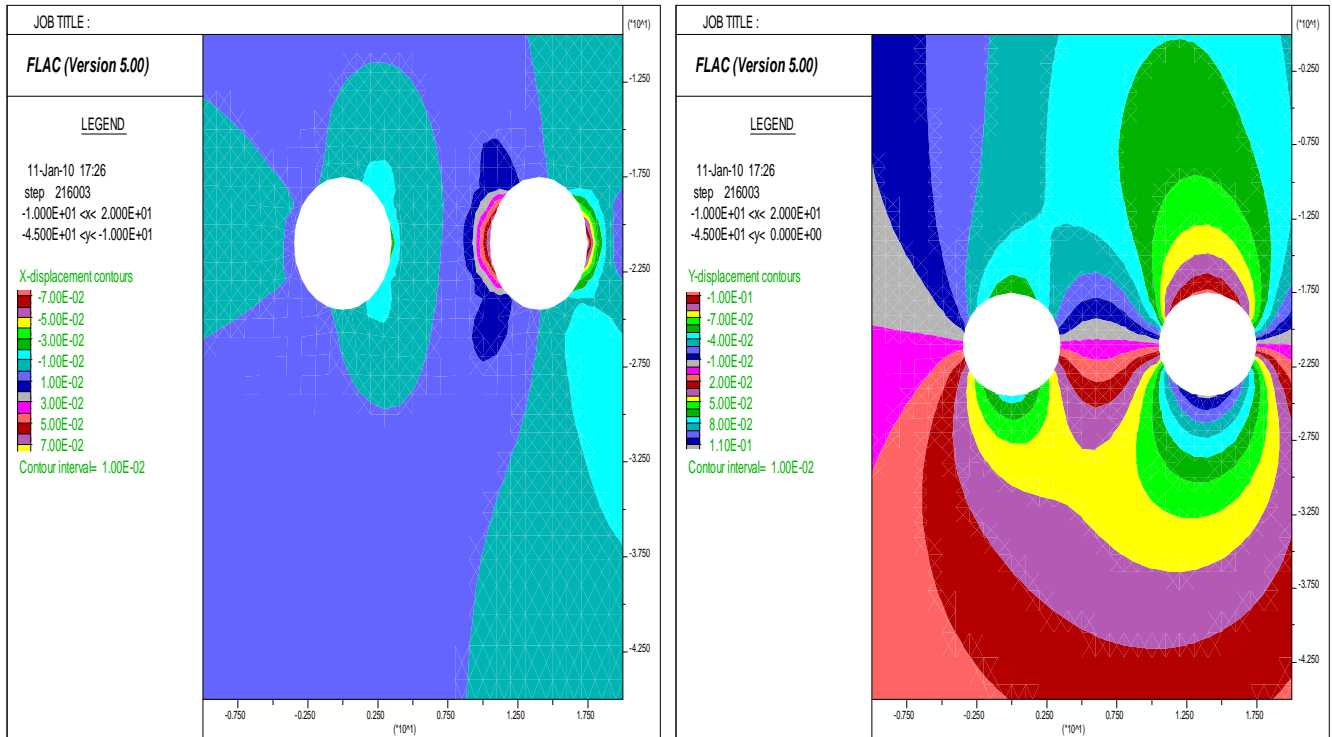 JOB TITLE :
(*10^1)
FLAC (Version 5.00)
LEGEND
11-Jan-10 17:26
step 216003
-1.000E+01 <x< 2.000E+01
-4.500E+01 <y< -1.000E+01
X-displacement contours
-7.00E-02
-5.00E-02
-3.00E-02
-1.00E-02
1.00E-02
3.00E-02
5.00E-02
7.00E-02
Contour interval= 1.00E-02
-1.250
-1.750
-2.250
-2.750
-3.250
-3.750
-4.250
-0.750
-0.250
0.250
0.750
1.250
1.750
(*10^1)
JOB TITLE :
(*10^1)
FLAC (Version 5.00)
LEGEND
11-Jan-10 17:26
step 216003
-1.000E+01 <x< 2.000E+01
-4.500E+01 <y< 0.000E+00
Y-displacement contours
-1.00E-01
-7.00E-02
-4.00E-02
-1.00E-02
2.00E-02
5.00E-02
8.00E-02
1.10E-01
Contour interval= 1.00E-02
-0.250
-0.750
-1.250
-1.750
-2.250
-2.750
-3.250
-3.750
-4.250
-0.750
-0.250
0.250
0.750
1.250
1.750
(*10^1)